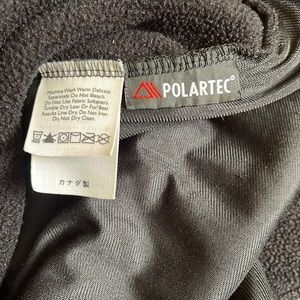 Machine Wash Warm Delicate
Separately. Do Not Bleach.
Do Not Use Fabric Softeners
Tumble Dry Low Or For Best
Results Line Dry. Do Not Iron.
Do Not Dry Clean.
カナダ製
POLARTEC®